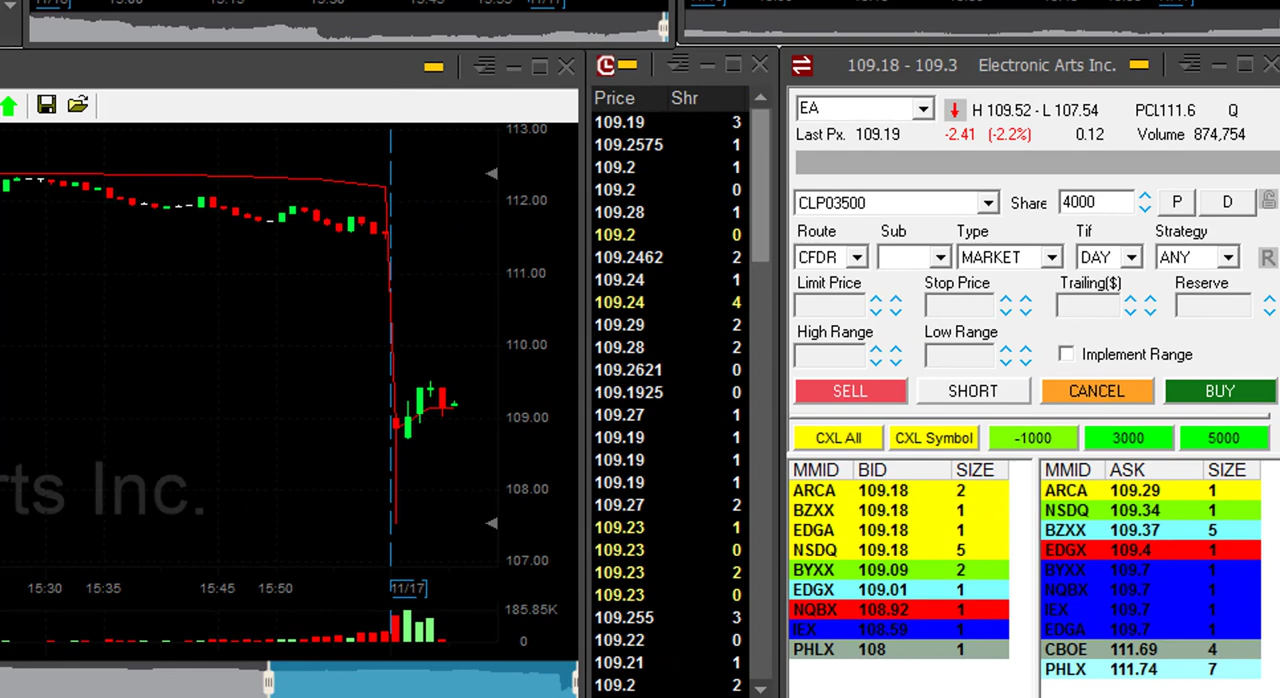 113.00
112.00
111.00
110.00
109.00
108.00
107.00
ts Inc.
15:30 15:35 15:45 15:50 11/17
185.85K
0
Price Shr
109.19 3
109.2575 1
109.2 1
109.2 0
109.28 1
109.2 0
109.2462 2
109.24 1
109.24 4
109.29 2
109.28 2
109.2621 0
109.1925 0
109.27 1
109.19 1
109.19 1
109.19 1
109.27 2
109.23 1
109.23 0
109.23 2
109.23 0
109.255 3
109.22 0
109.21 1
109.2 2
109.18 - 109.3 Electronic Arts Inc.
EA H 109.52 - L 107.54 PCL111.6 Q
Last Px. 109.19 -2.41 (-2.2%) 0.12 Volume 874,754
CLP03500 Share 4000 P D
Route Sub Type Tif Strategy
CFDR MARKET DAY ANY R
Limit Price Stop Price Trailing($) Reserve
High Range Low Range
Implement Range
SELL SHORT CANCEL BUY
CXL All CXL Symbol -1000 3000 5000
MMID BID SIZE
ARCA 109.18 2
BZXX 109.18 1
EDGA 109.18 1
NSDQ 109.18 5
BYXX 109.09 2
EDGX 109.01 1
NQBX 108.92 1
IEX 108.59 1
PHLX 108 1
MMID ASK SIZE
ARCA 109.29 1
NSDQ 109.34 1
BZXX 109.37 5
EDGX 109.4 1
BYXX 109.7 1
NQBX 109.7 1
IEX 109.7 1
EDGA 109.7 1
CBOE 111.69 4
PHLX 111.74 7